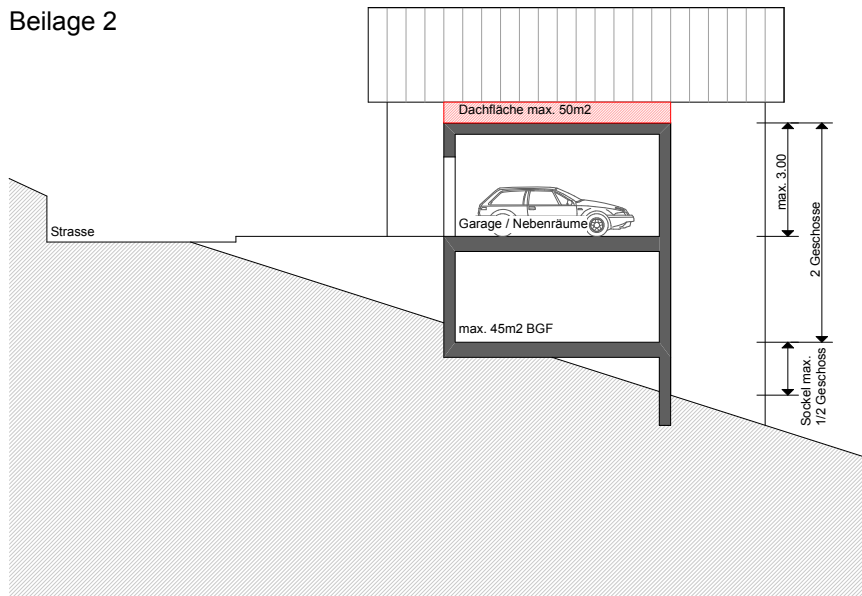 Beilage 2
Dachfläche max. 50m2
Strasse
Garage / Nebenräume
max. 45m2 BGF
max. 3.00
2 Geschosse
Sockel max.
1/2 Geschoss